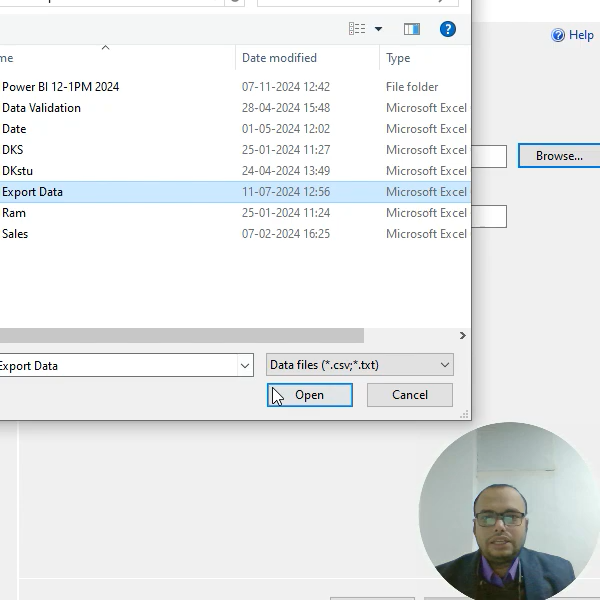 Help
me
Date modified
Type
Power BI 12-1PM 2024
07-11-2024 12:42
File folder
Data Validation
28-04-2024 15:48
Microsoft Excel
Date
01-05-2024 12:02
Microsoft Excel
DKS
25-01-2024 11:27
Microsoft Excel
Browse...
DKstu
24-04-2024 13:49
Microsoft Excel
Export Data
11-07-2024 12:56
Microsoft Excel
Ram
25-01-2024 11:24
Microsoft Excel
Sales
07-02-2024 16:25
Microsoft Excel
Export Data
Data files (*.csv;*.txt)
Open
Cancel